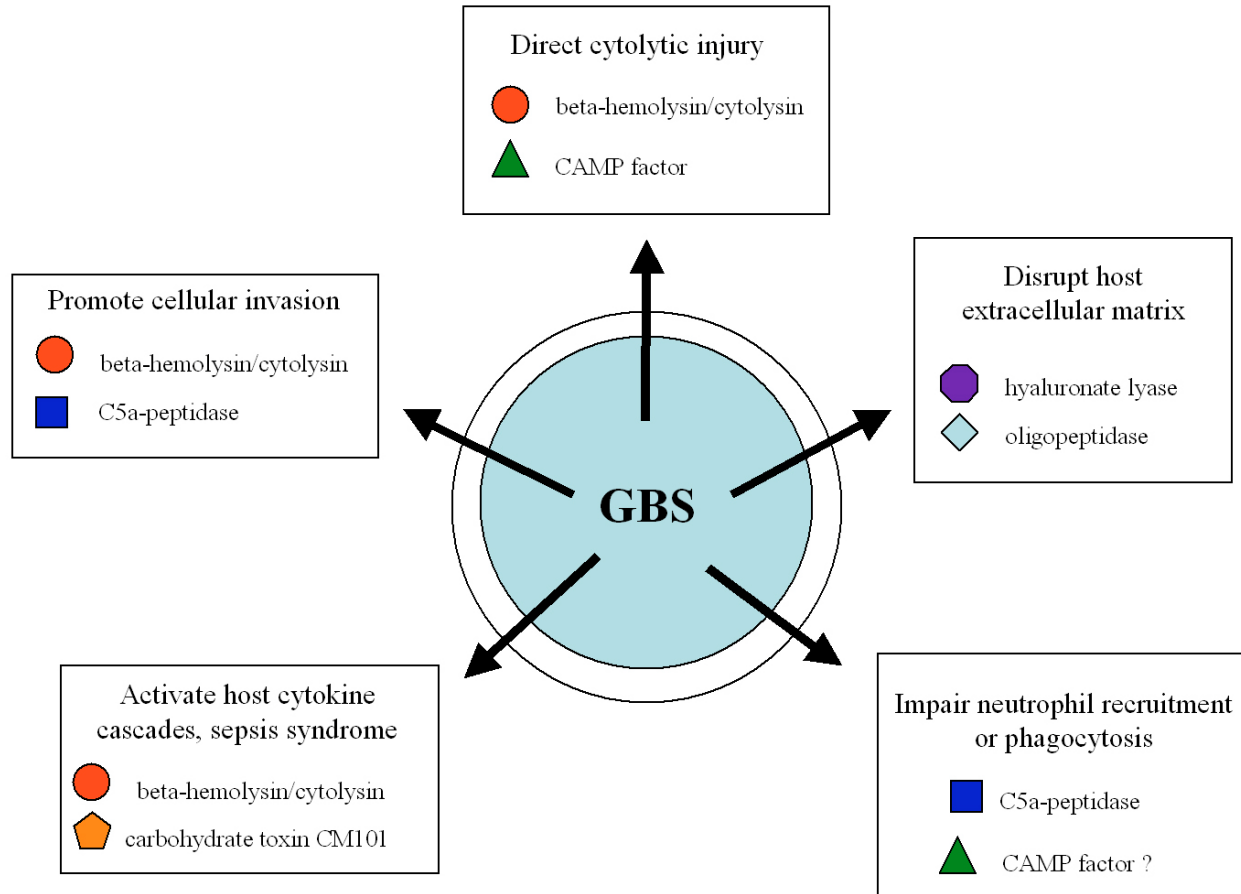 Direct cytolytic injury
beta-hemolysin/cytolysin
CAMP factor
Promote cellular invasion
beta-hemolysin/cytolysin
C5a-peptidase
Disrupt host
extracellular matrix
hyaluronate lyase
oligopeptidase
GBS
Activate host cytokine
cascades, sepsis syndrome
beta-hemolysin/cytolysin
carbohydrate toxin CM101
Impair neutrophil recruitment
or phagocytosis
C5a-peptidase
CAMP factor ?